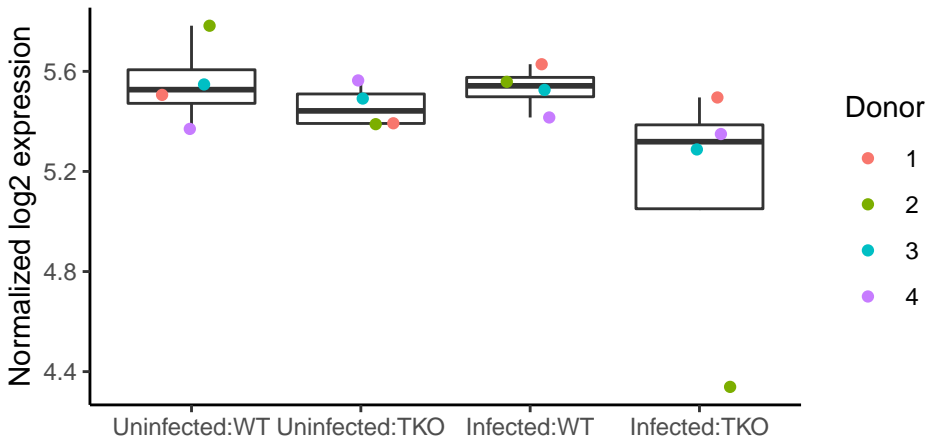 Normalized log2 expression
5.6
5.2
4.8
4.4
Uninfected:WT
Uninfected:TKO
Infected:WT
Infected:TKO
Donor
1
2
3
4